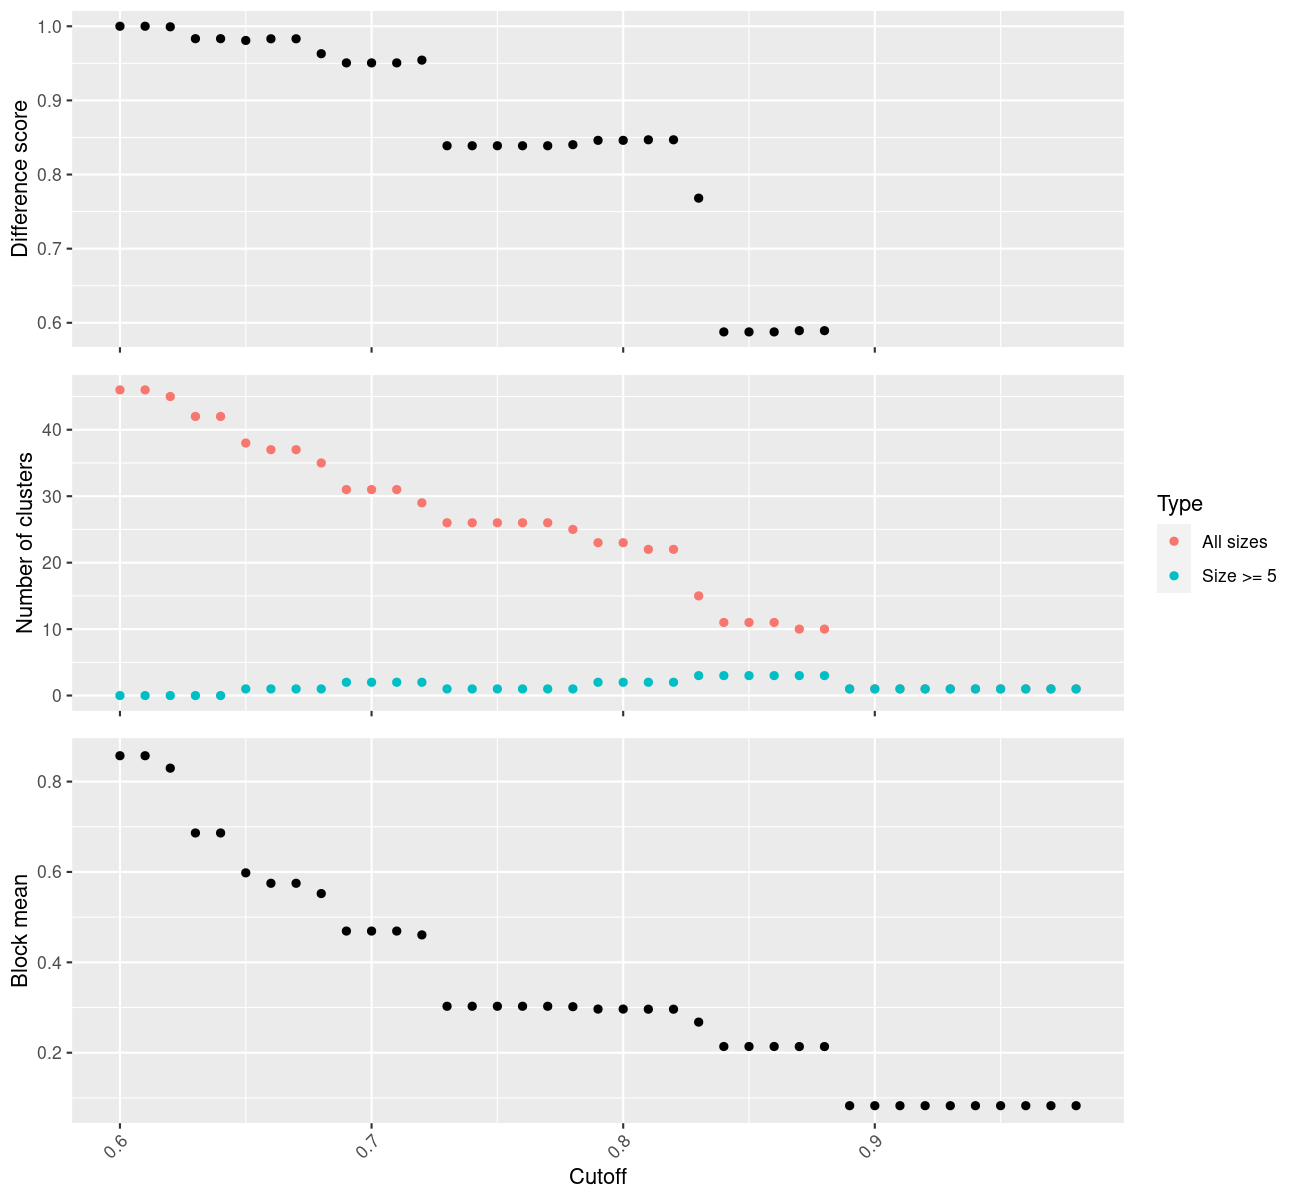 1.0
0.9
0.8
0.7
0.6
Difference score
40
30
20
10
0
Number of clusters
Type
All sizes
Size >= 5
0.8
0.6
0.4
0.2
Block mean
0.6
0.7
0.8
0.9
Cutoff